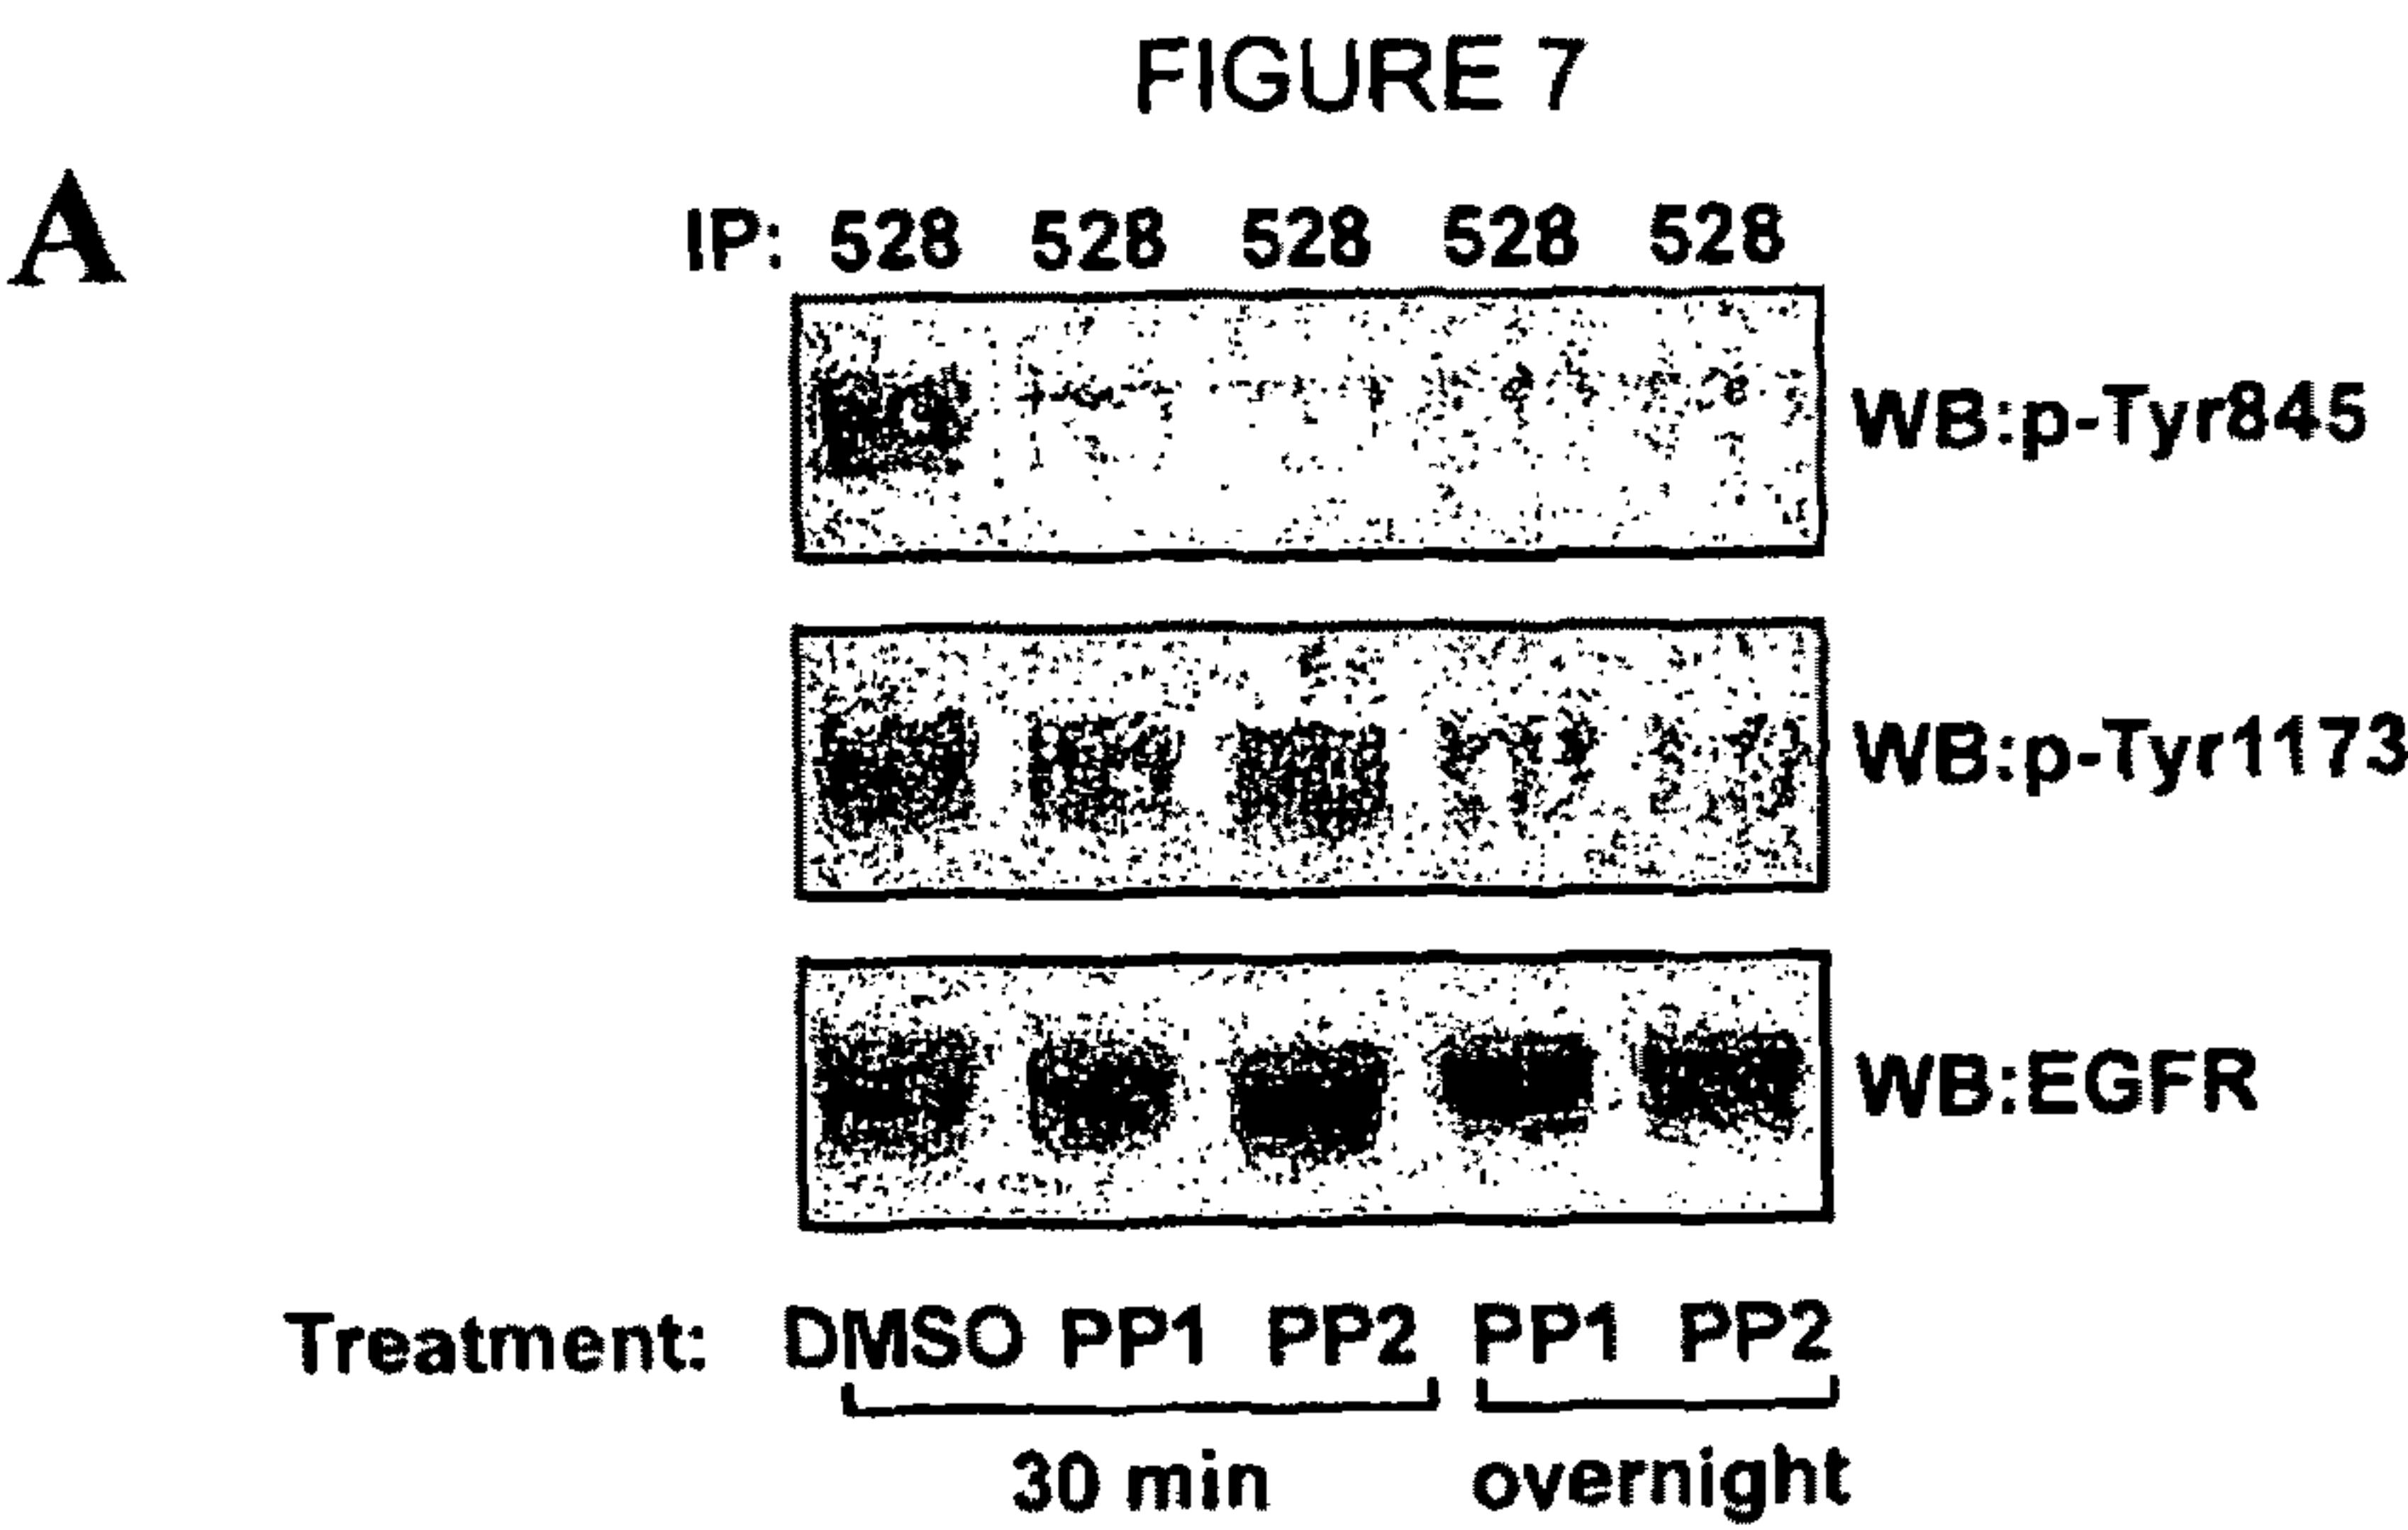 FIGURE 7
A
IP: 528 528 528 528 528
WB:p-Tyr845
WB:p-Tyr1173
WB:EGFR
Treatment: DMSO PP1 PP2 PP1 PP2
30 min overnight